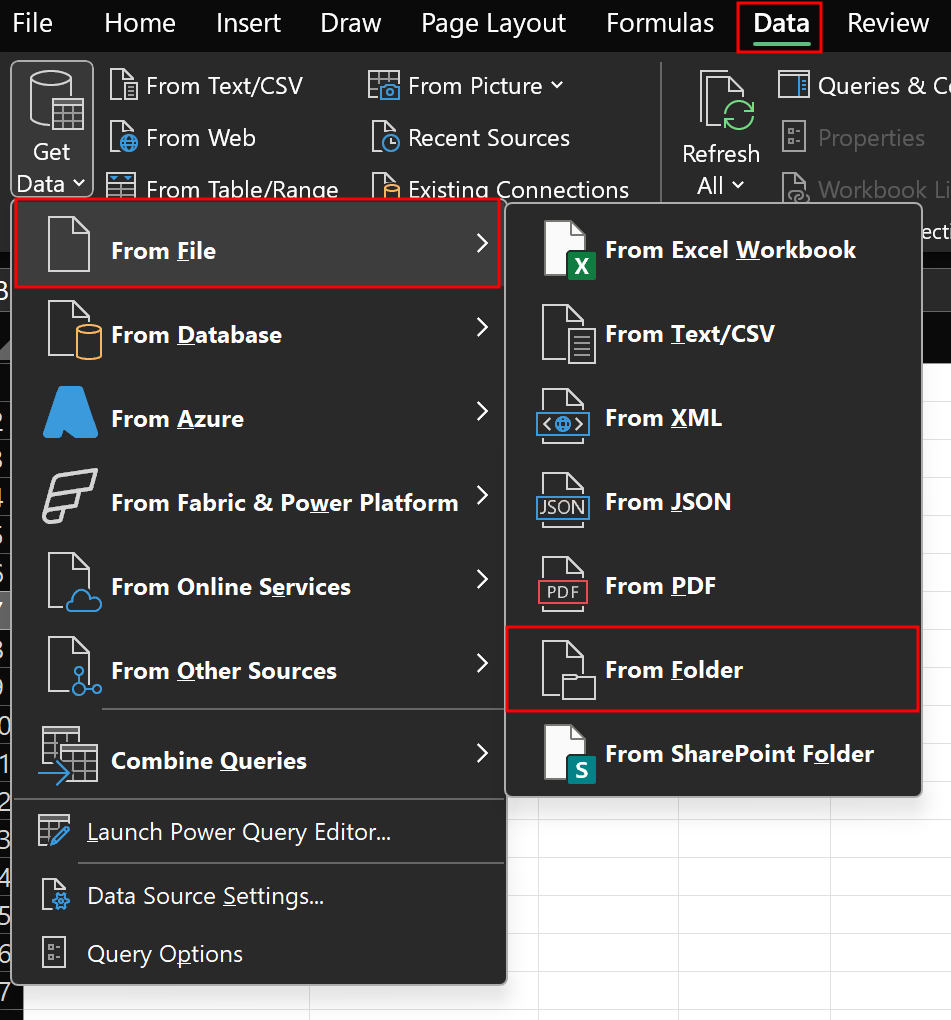 File Home Insert Draw Page Layout Formulas Data Review
From Text/CSV From Picture Queries & Co
From Web Recent Sources Properties
Get Data From Table/Range Existing Connections Refresh All Workbook Li
From File
From Database
From Azure
From Fabric & Power Platform
From Online Services
From Other Sources
Combine Queries
Launch Power Query Editor...
Data Source Settings...
Query Options
From Excel Workbook
X
From Text/CSV
From XML
From JSON
JSON
From PDF
PDF
From Folder
From SharePoint Folder
S